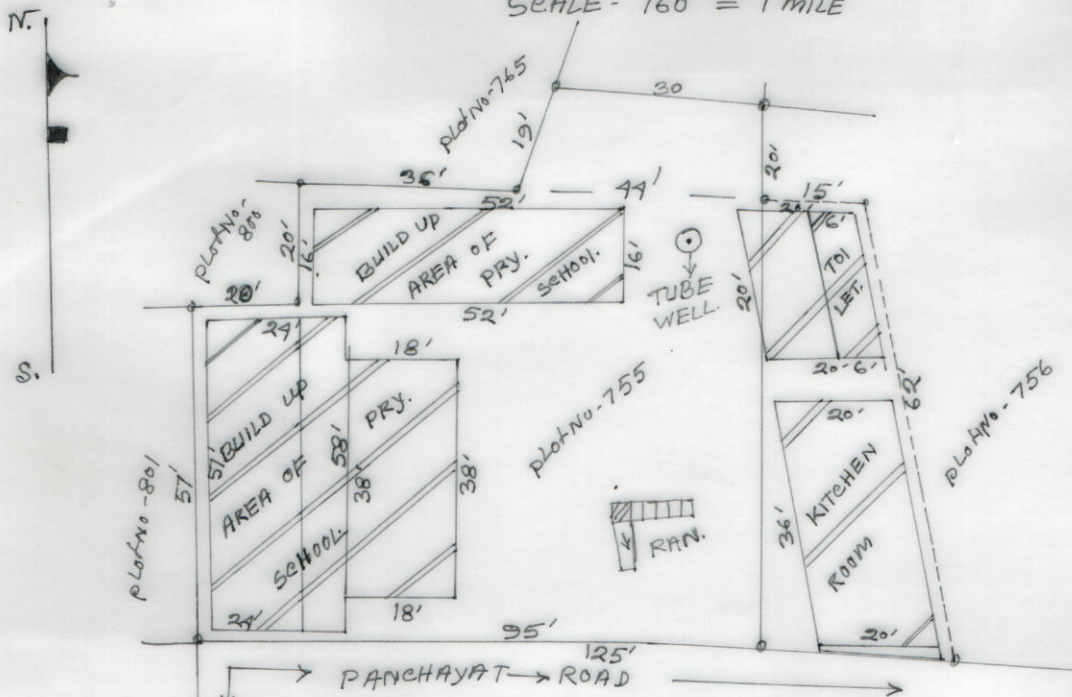 SCALE - 160" = 1 MILE
N.
S.
PLOT NO-765
30
19'
20'
36'
44'
15'
52'
20'
6'
PLOT NO-800
20'
16'
BUILD UP
AREA OF
PRY.
SCHOOL.
16'
52'
TUBE
WELL.
20'
TOI
LET.
20'-6'
20'
24'
18'
PRY.
BUILD UP
AREA OF
SCHOOL.
51'
58'
38'
38'
57'
24'
18'
PLOT NO-801
PLOT NO-755
RAN.
62'
PLOT NO-756
20'
36'
KITCHEN
ROOM
20'
95'
125'
PANCHAYAT → ROAD